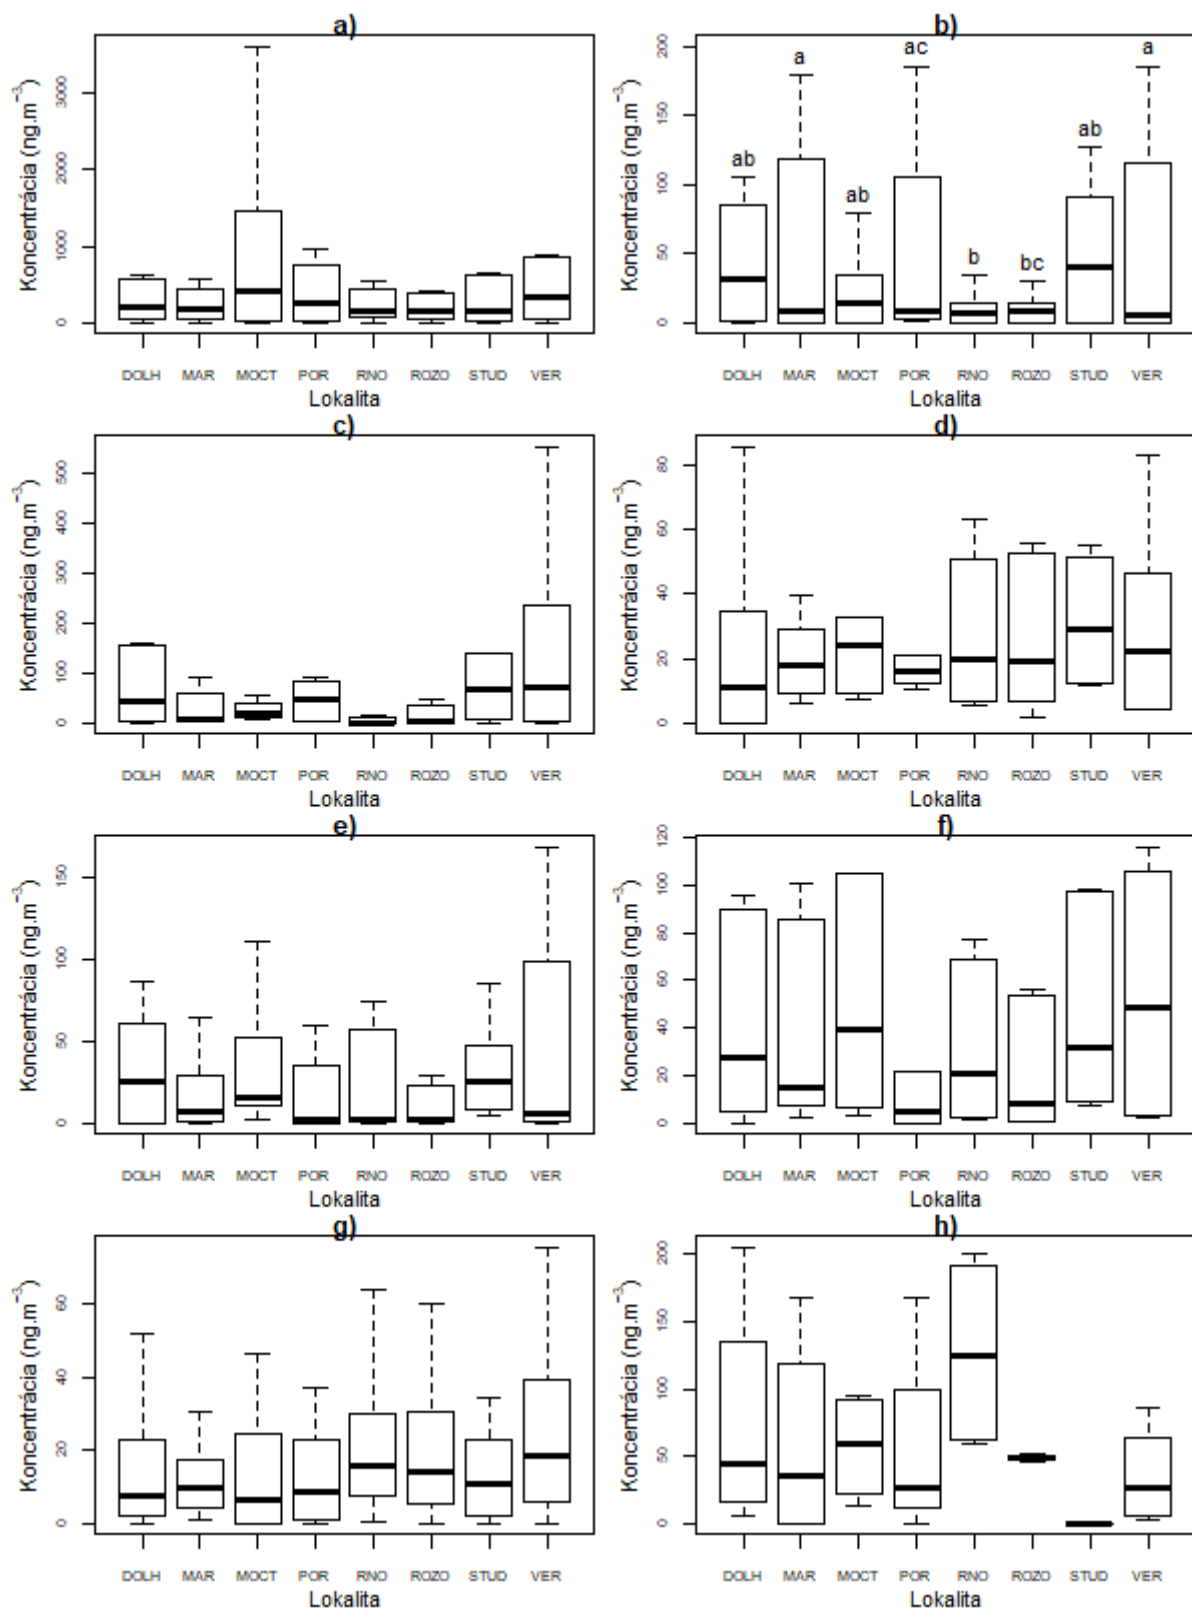 a)
Koncentrácia (ng.m⁻³)
0 1000 2000 3000
DOLH MAR MOCT POR RNO ROZO STUD VER
Lokalita
b)
Koncentrácia (ng.m⁻³)
0 50 100 150 200
ab a ab ac b bc ab a
DOLH MAR MOCT POR RNO ROZO STUD VER
Lokalita
c)
Koncentrácia (ng.m⁻³)
0 100 200 300 400 500
DOLH MAR MOCT POR RNO ROZO STUD VER
Lokalita
d)
Koncentrácia (ng.m⁻³)
0 20 40 60 80
DOLH MAR MOCT POR RNO ROZO STUD VER
Lokalita
e)
Koncentrácia (ng.m⁻³)
0 50 100 150
DOLH MAR MOCT POR RNO ROZO STUD VER
Lokalita
f)
Koncentrácia (ng.m⁻³)
0 20 40 60 80 100 120
DOLH MAR MOCT POR RNO ROZO STUD VER
Lokalita
g)
Koncentrácia (ng.m⁻³)
0 20 40 60
DOLH MAR MOCT POR RNO ROZO STUD VER
Lokalita
h)
Koncentrácia (ng.m⁻³)
0 50 100 150 200
DOLH MAR MOCT POR RNO ROZO STUD VER
Lokalita